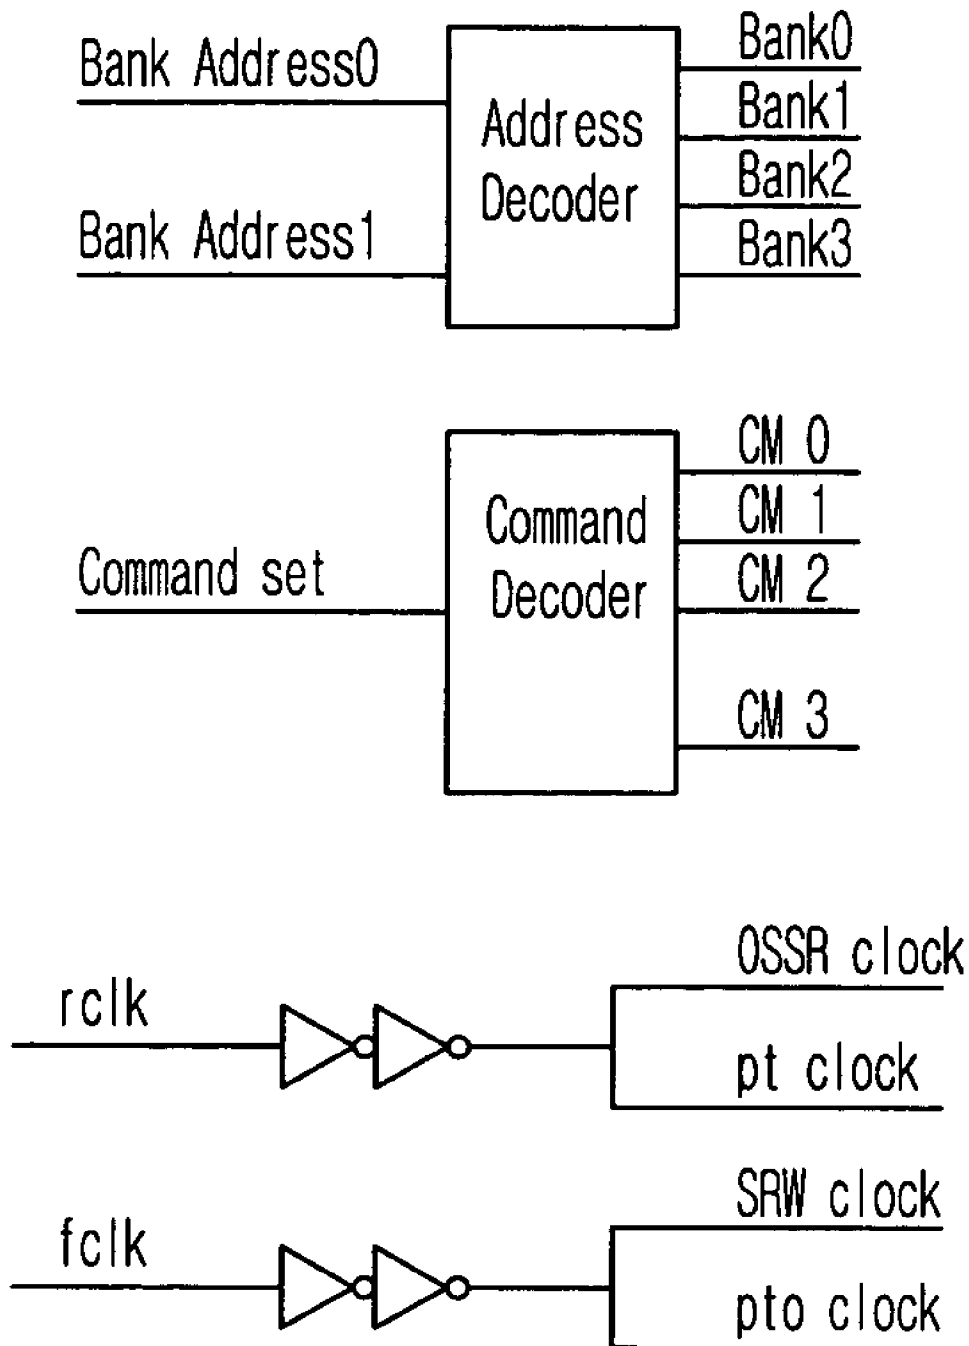 Bank Address0
Bank Address1
Address
Decoder
Bank0
Bank1
Bank2
Bank3
Command set
Command
Decoder
CM 0
CM 1
CM 2
CM 3
rclk
OSSR clock
pt clock
fclk
SRW clock
pto clock